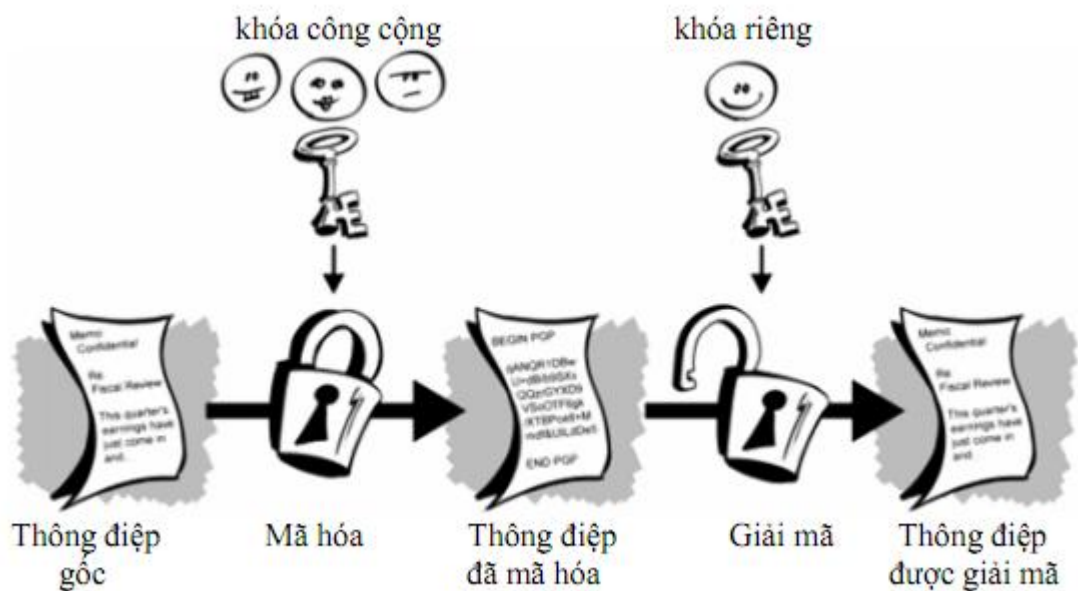 khóa công cộng
khóa riêng
Memo
Confidential
Re
Fiscal Review
This quarter's
earnings have
just come in
and
BEGIN PGP
END PGP
Memo
Confidential
Re
Fiscal Review
This quarter's
earnings have
just come in
and
Thông điệp
gốc
Mã hóa
Thông điệp
đã mã hóa
Giải mã
Thông điệp
được giải mã